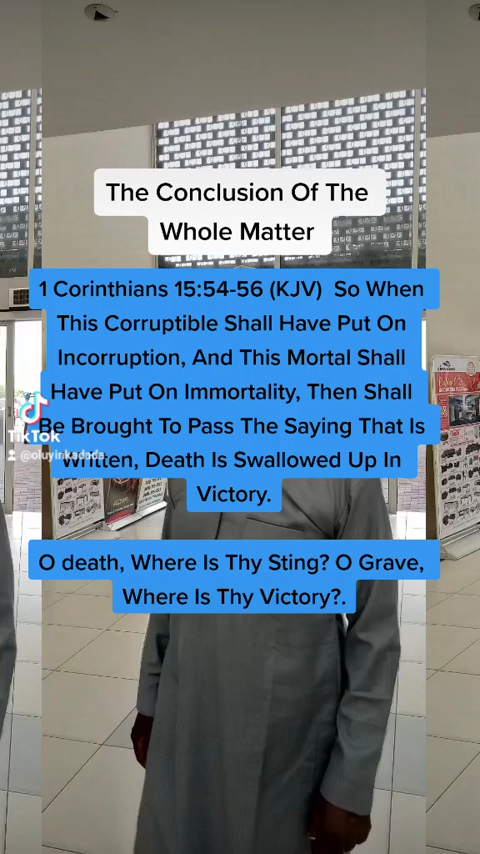 The Conclusion Of The
Whole Matter
1 Corinthians 15:54-56 (KJV) So When
This Corruptible Shall Have Put On
Incorruption, And This Mortal Shall
Have Put On Immortality, Then Shall
Be Brought To Pass The Saying That Is
Written, Death Is Swallowed Up In
Victory.
O death, Where Is Thy Sting? O Grave,
Where Is Thy Victory?.
TikTok
@oluyinkadada